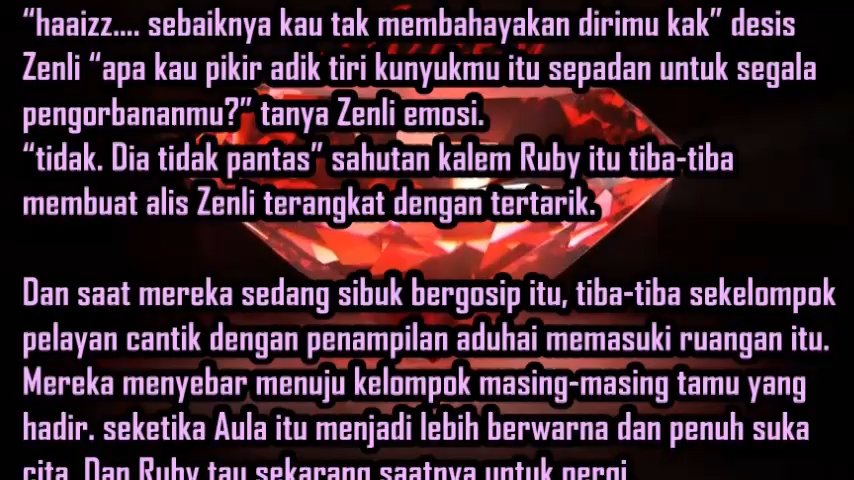 “haaizz.... sebaiknya kau tak membahayakan dirimu kak” desis
Zenli “apa kau pikir adik tiri kunyukmu itu sepadan untuk segala
pengorbananmu?” tanya Zenli emosi.
“tidak. Dia tidak pantas” sahutan kalem Ruby itu tiba-tiba
membuat alis Zenli terangkat dengan tertarik.
Dan saat mereka sedang sibuk bergosip itu, tiba-tiba sekelompok
pelayan cantik dengan penampilan aduhai memasuki ruangan itu.
Mereka menyebar menuju kelompok masing-masing tamu yang
hadir. seketika Aula itu menjadi lebih berwarna dan penuh suka
cita. Dan Ruby tau sekarang saatnya untuk pergi